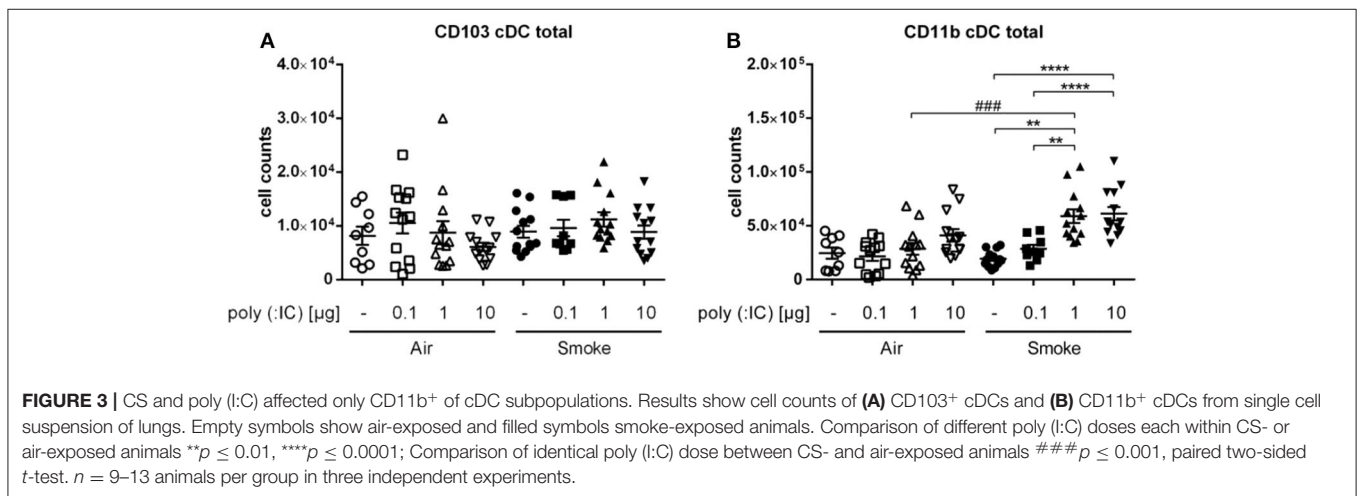 A
CD103 cDC total
4.0×10⁴
3.0×10⁴
2.0×10⁴
1.0×10⁴
0
cell counts
poly (:IC) [µg]
- 0.1 1 10 - 0.1 1 10
Air Smoke
B
CD11b cDC total
2.0×10⁵
1.5×10⁵
1.0×10⁵
5.0×10⁴
0
cell counts
****
****
###
**
**
poly (:IC) [µg]
- 0.1 1 10 - 0.1 1 10
Air Smoke
FIGURE 3 | CS and poly (I:C) affected only CD11b⁺ of cDC subpopulations. Results show cell counts of (A) CD103⁺ cDCs and (B) CD11b⁺ cDCs from single cell
suspension of lungs. Empty symbols show air-exposed and filled symbols smoke-exposed animals. Comparison of different poly (I:C) doses each within CS- or
air-exposed animals **p ≤ 0.01, ****p ≤ 0.0001; Comparison of identical poly (I:C) dose between CS- and air-exposed animals ###p ≤ 0.001, paired two-sided
t-test. n = 9–13 animals per group in three independent experiments.